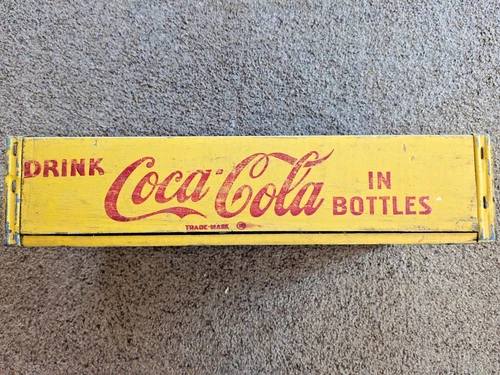 DRINK Coca-Cola IN
BOTTLES
TRADE-MARK ®